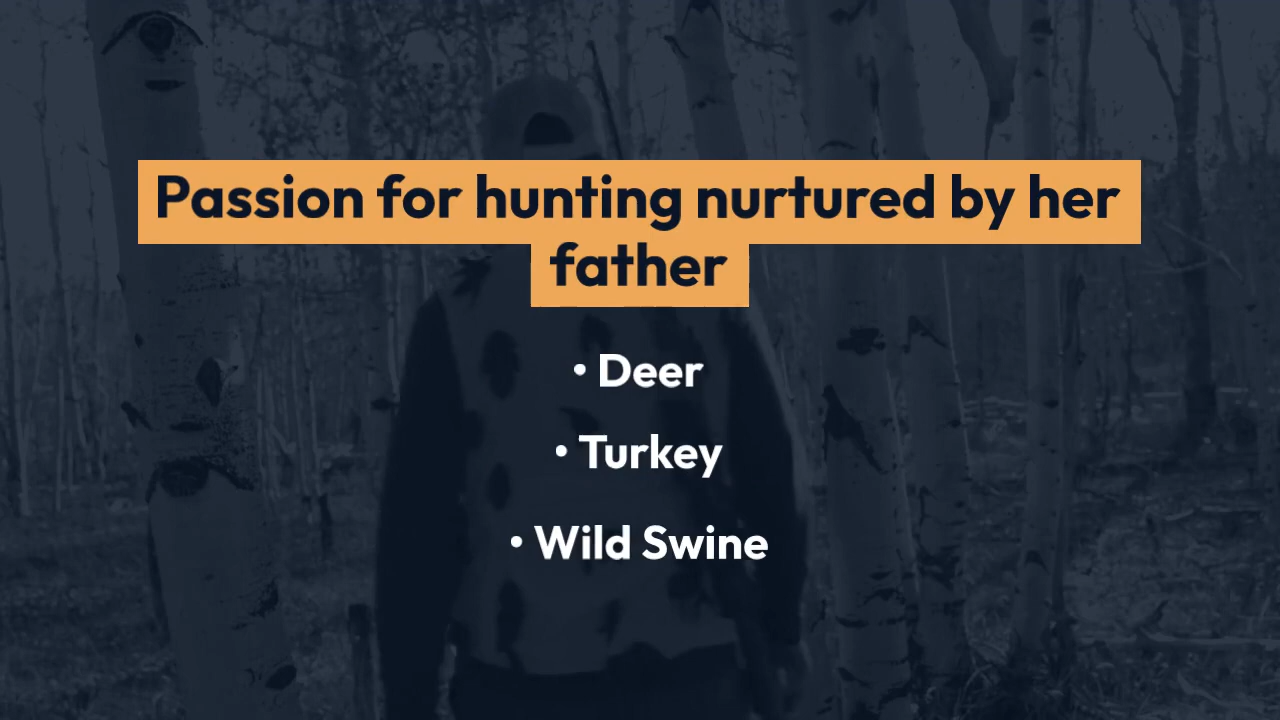 Passion for hunting nurtured by her
father
• Deer
• Turkey
• Wild Swine